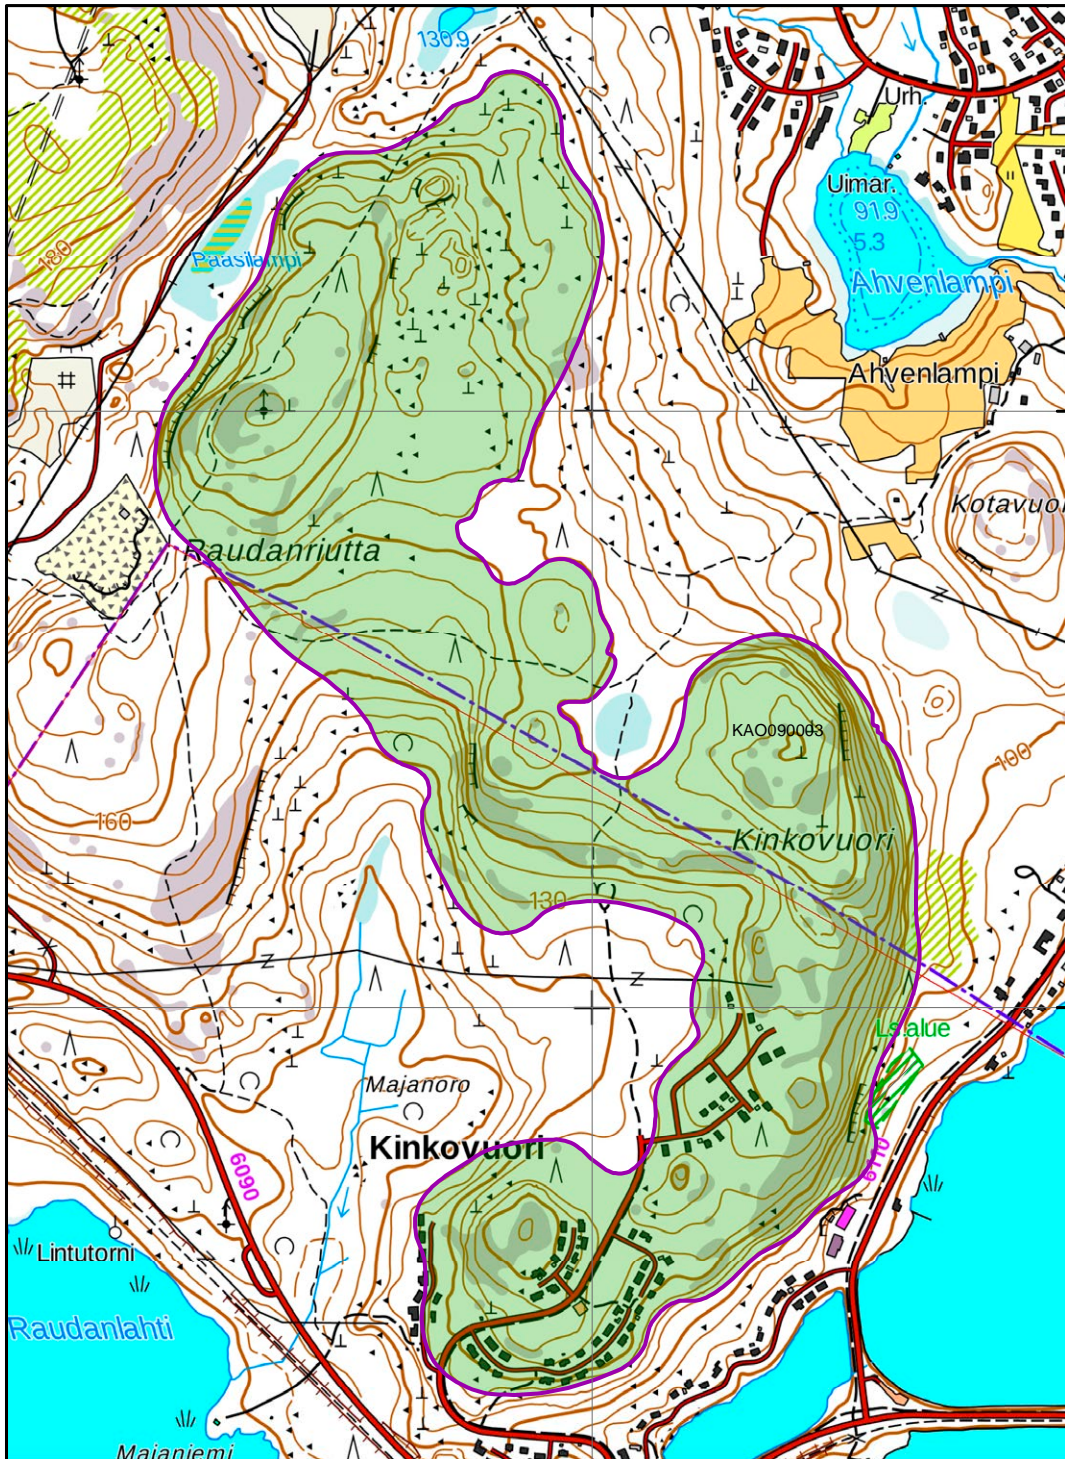 130.9
Urh.
Uimar.
91.9
5.3
180
Paasilampi
Ahvenlampi
Ahvenlampi
Kotavuor
Raudanriutta
KAO090003
100
160
Kinkovuori
130
Ls.alue
Majanoro
Kinkovuori
6090
6110
Lintutorni
Raudanlahti
Majaniemi